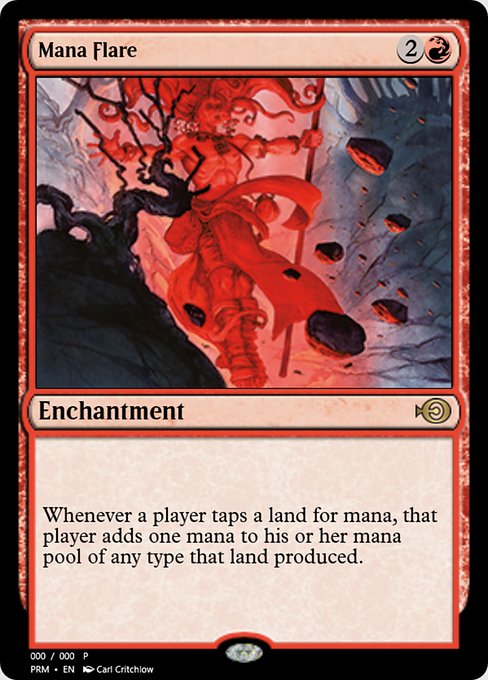 Mana Flare 2
Enchantment
Whenever a player taps a land for mana, that
player adds one mana to his or her mana
pool of any type that land produced.
000 / 000 P
PRM • EN Carl Critchlow